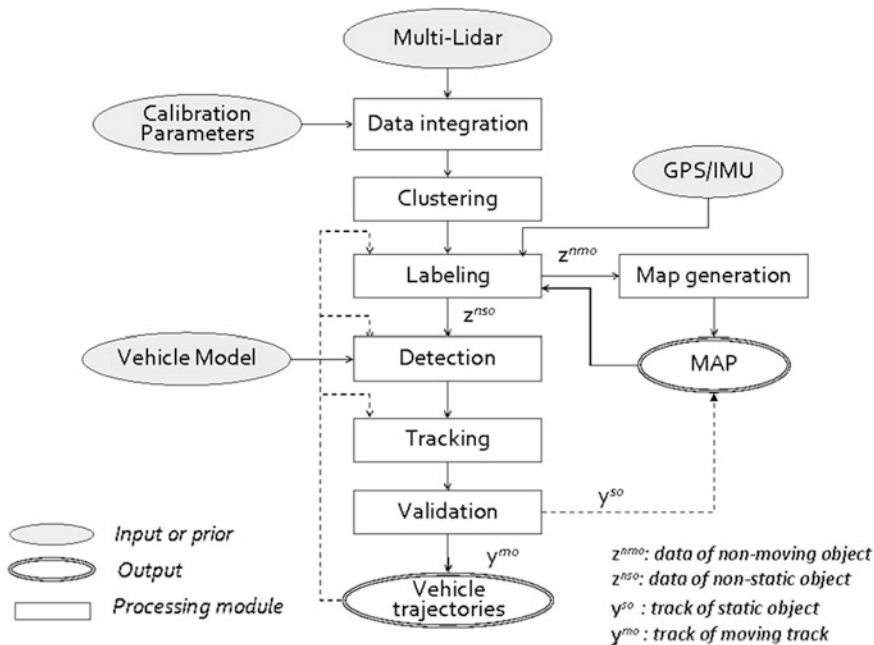 Multi-Lidar
Calibration
Parameters
Data integration
GPS/IMU
Clustering
z^nmo
Labeling
Map generation
z^nso
Vehicle Model
Detection
MAP
Tracking
Validation
y^so
y^mo
Vehicle
trajectories
Input or prior
Output
Processing module
z^nmo: data of non-moving object
z^nso: data of non-static object
y^so : track of static object
y^mo : track of moving track